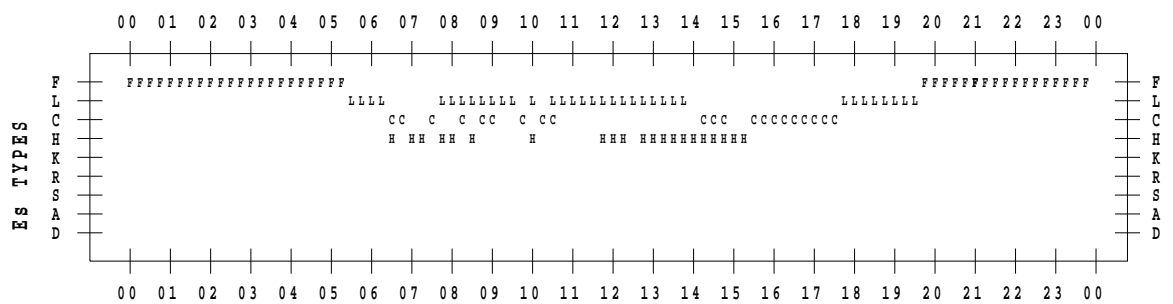 00 01 02 03 04 05 06 07 08 09 10 11 12 13 14 15 16 17 18 19 20 21 22 23 00
F FFFFFFFFFFFFFFFFFFFFFF FFFFFFFFFFFFFFFFF F
L LLLL LLLLLLLL L LLLLLLLLLLLLLL LLLLLLLL L
C CC C C CC C CC CCC CCCCCCCCC C
H H HH HH H H HHH HHHHHHHHHHH H
K K
R R
S S
A A
D D
Es TYPES
00 01 02 03 04 05 06 07 08 09 10 11 12 13 14 15 16 17 18 19 20 21 22 23 00